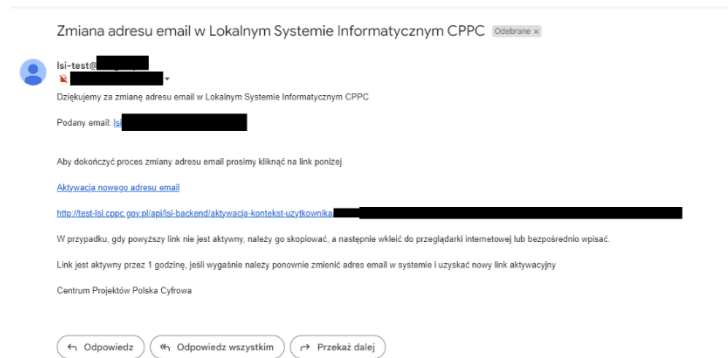 Zmiana adresu email w Lokalnym Systemie Informatycznym CPPC Odebrane ×
lsi-test@
Dziękujemy za zmianę adresu email w Lokalnym Systemie Informatycznym CPPC
Podany email: lsi
Aby dokończyć proces zmiany adresu email prosimy kliknąć na link poniżej
Aktywacja nowego adresu email
http://test-lsi.cppc.gov.pl/api/lsi-backend/aktywacja-kontekst-uzytkownika
W przypadku, gdy powyższy link nie jest aktywny, należy go skopiować, a następnie wkleić do przeglądarki internetowej lub bezpośrednio wpisać.
Link jest aktywny przez 1 godzinę, jeśli wygaśnie należy ponownie zmienić adres email w systemie i uzyskać nowy link aktywacyjny
Centrum Projektów Polska Cyfrowa
Odpowiedz Odpowiedz wszystkim Przekaż dalej